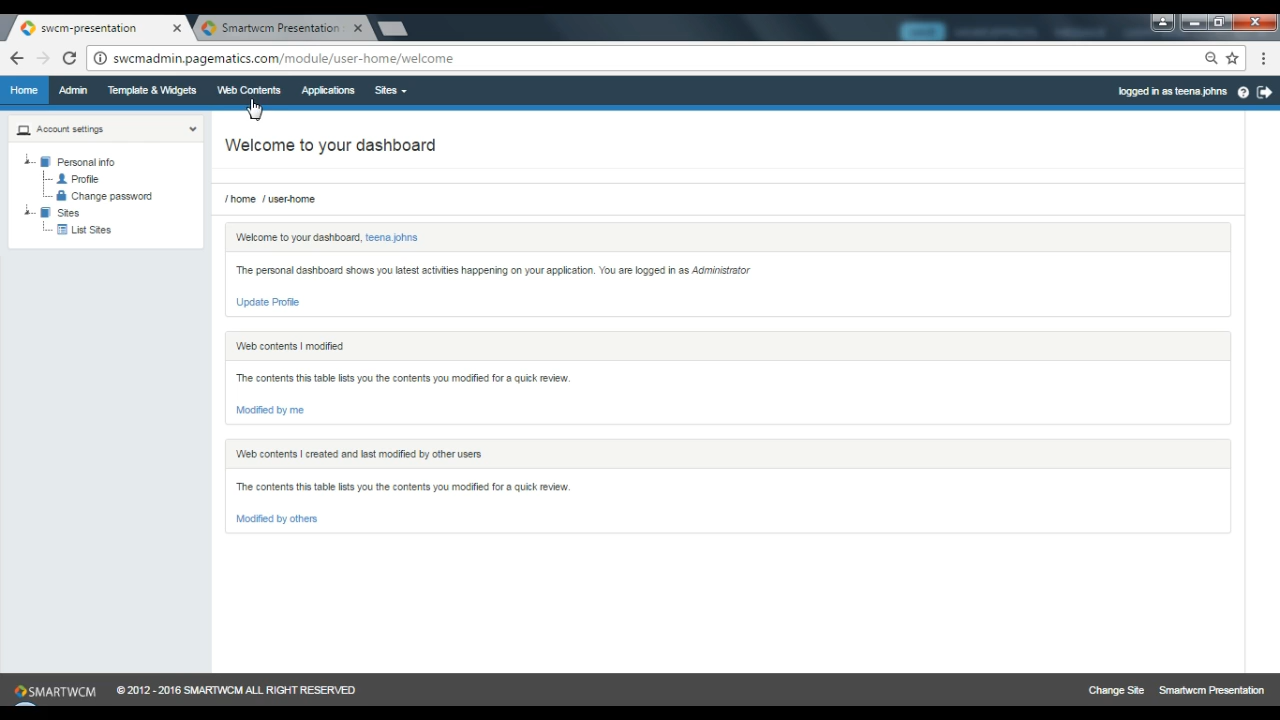 swcm-presentation
Smartwcm Presentation
swcmadmin.pagematics.com/module/user-home/welcome
Home Admin Template & Widgets Web Contents Applications Sites logged in as teena.johns
Account settings
Personal info
Profile
Change password
Sites
List Sites
Welcome to your dashboard
/ home / user-home
Welcome to your dashboard, teena.johns
The personal dashboard shows you latest activities happening on your application. You are logged in as Administrator
Update Profile
Web contents I modified
The contents this table lists you the contents you modified for a quick review.
Modified by me
Web contents I created and last modified by other users
The contents this table lists you the contents you modified for a quick review.
Modified by others
SMARTWCM © 2012 - 2016 SMARTWCM ALL RIGHT RESERVED Change Site Smartwcm Presentation